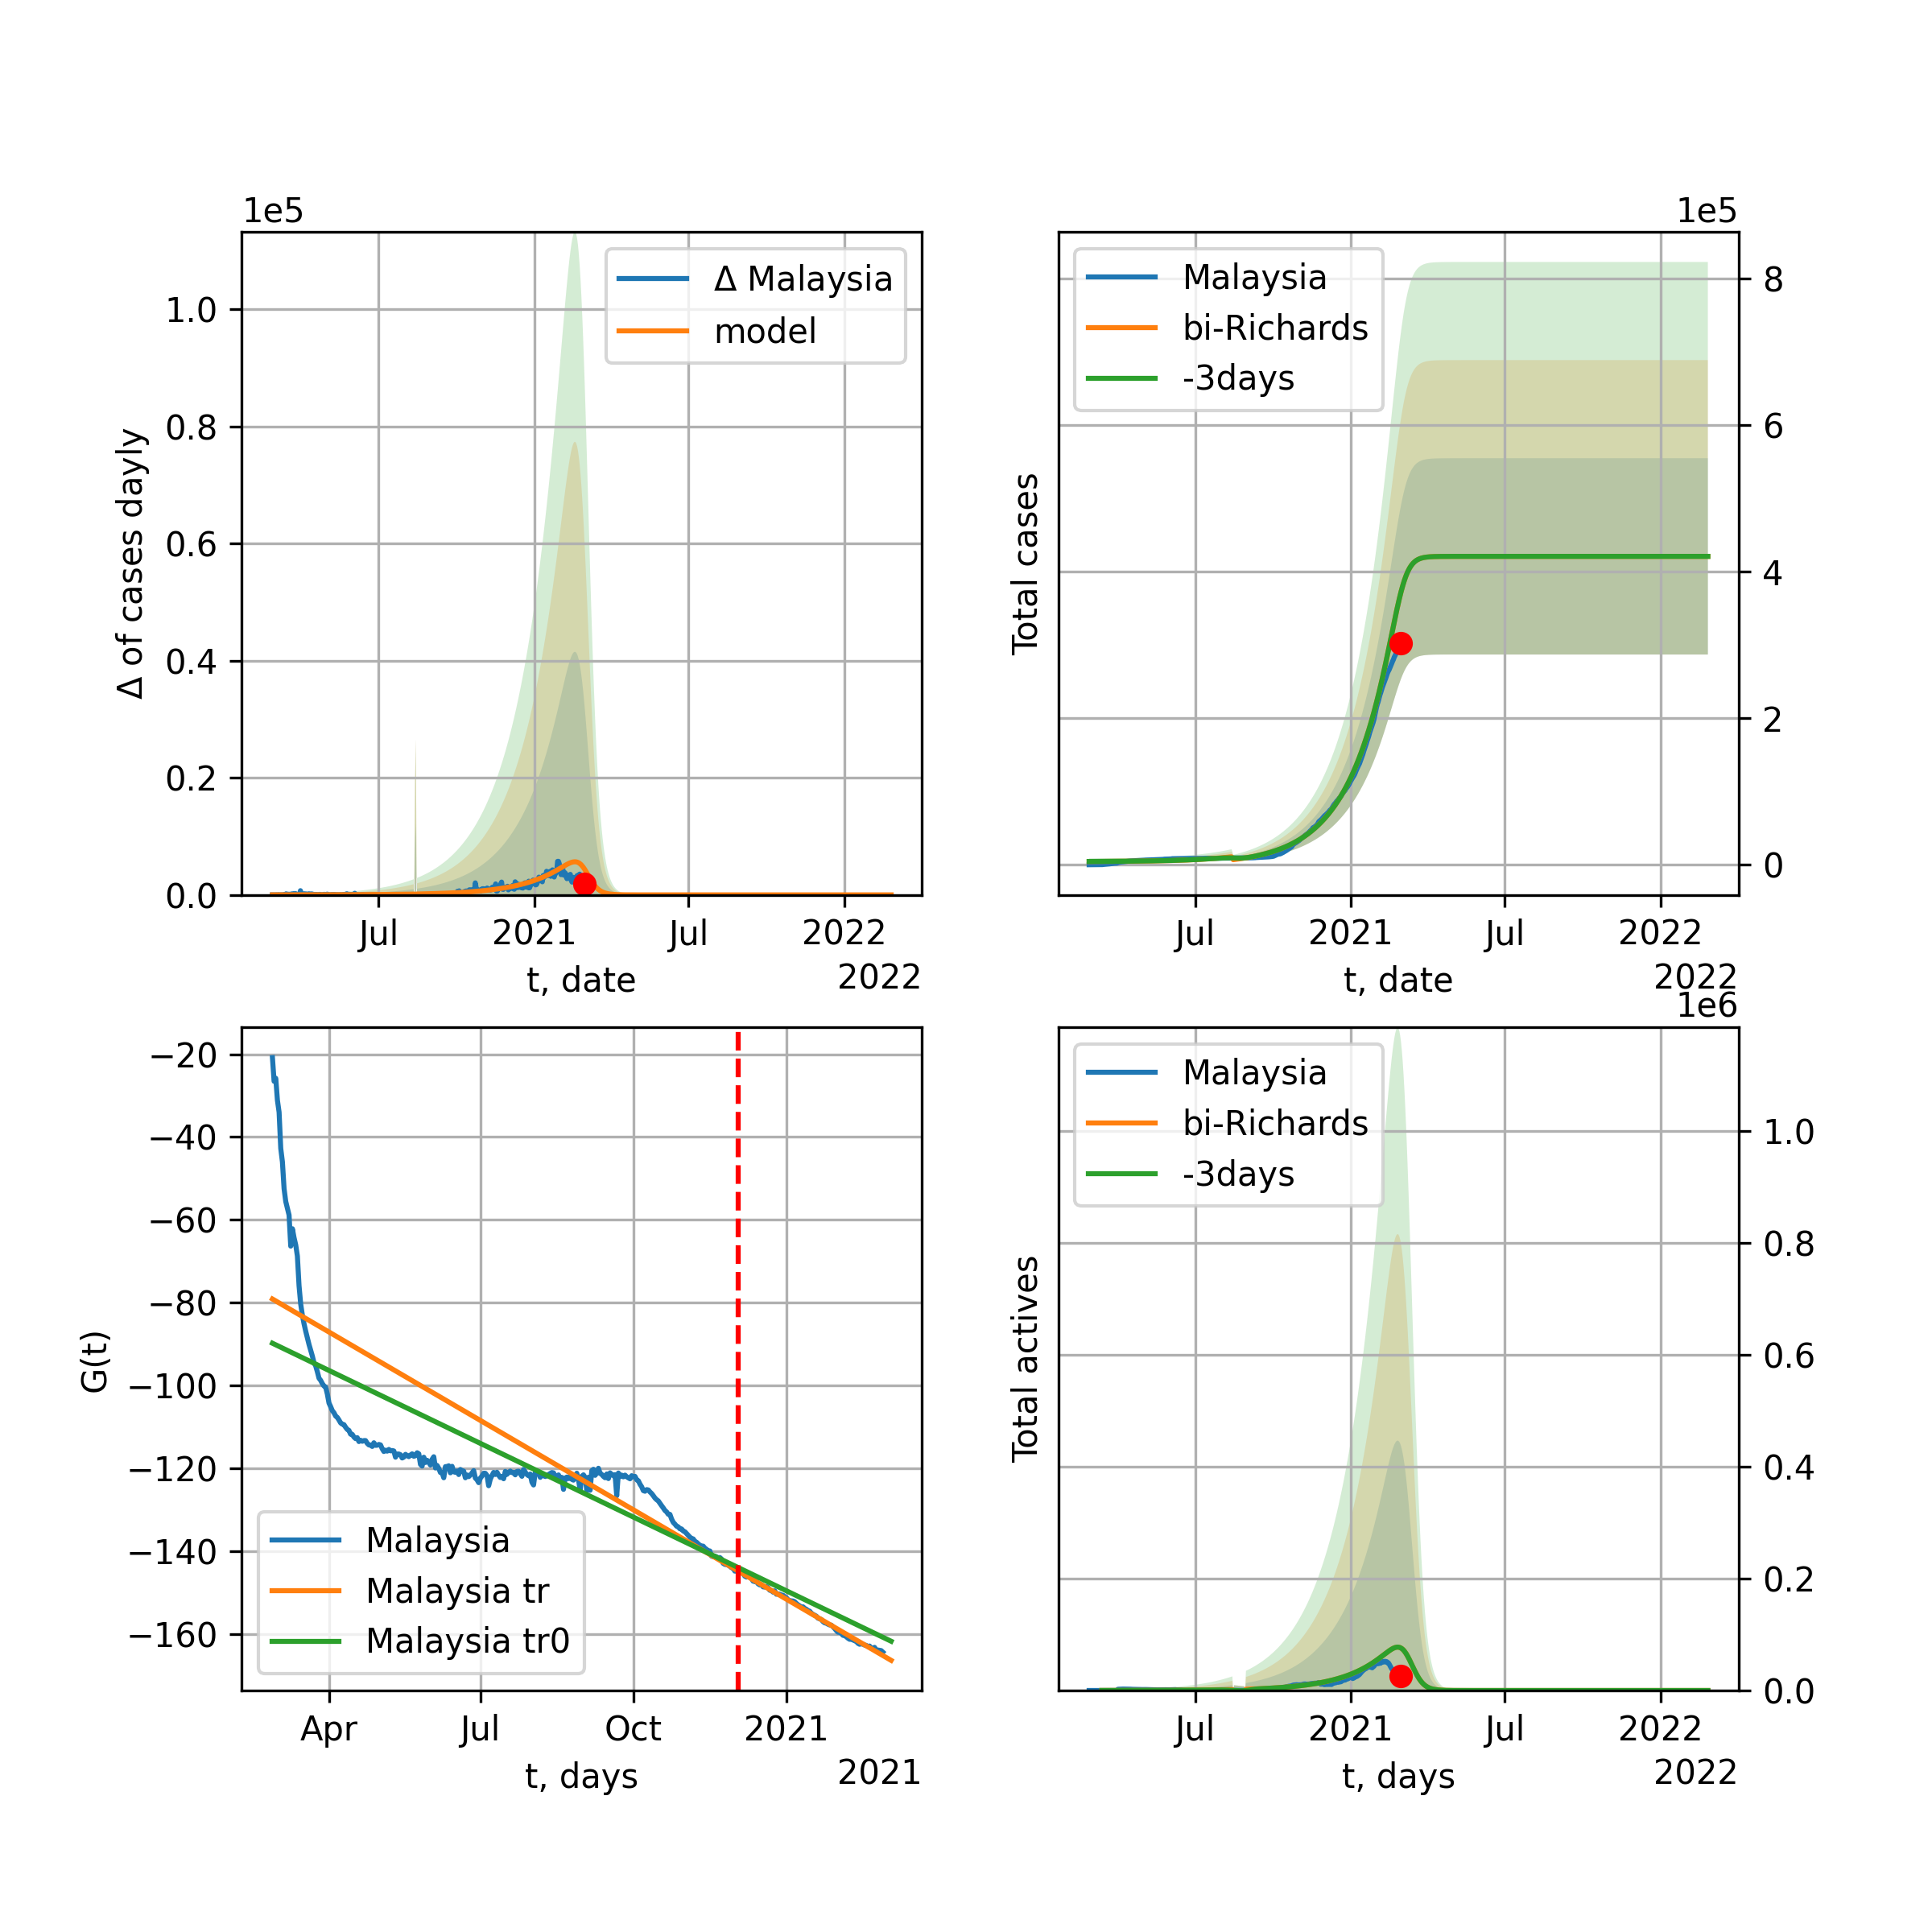 1e5
Δ of cases dayly
1.0
0.8
0.6
0.4
0.2
0.0
Δ Malaysia
model
Jul 2021 Jul 2022
t, date 2022
1e5
Total cases
Malaysia
bi-Richards
-3days
8
6
4
2
0
Jul 2021 Jul 2022
t, date 2022
G(t)
−20
−40
−60
−80
−100
−120
−140
−160
Malaysia
Malaysia tr
Malaysia tr0
Apr Jul Oct 2021
t, days 2021
1e6
Total actives
Malaysia
bi-Richards
-3days
1.0
0.8
0.6
0.4
0.2
0.0
Jul 2021 Jul 2022
t, days 2022